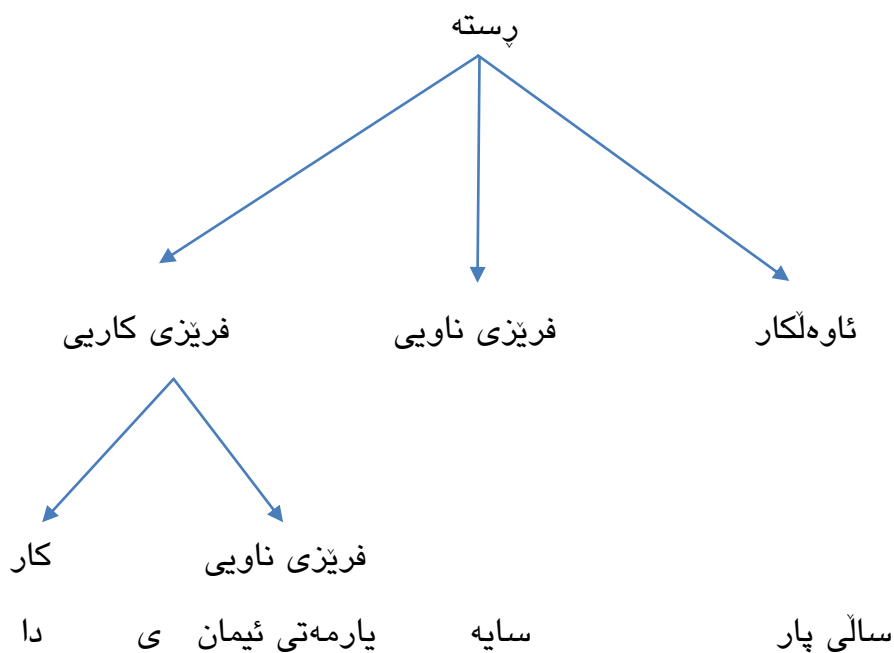 ڕستە
ئاوەڵکار فرێزی ناویی فرێزی کاریی
فرێزی ناویی کار
ساڵی پار سایە یارمەتی ئیمان ی دا